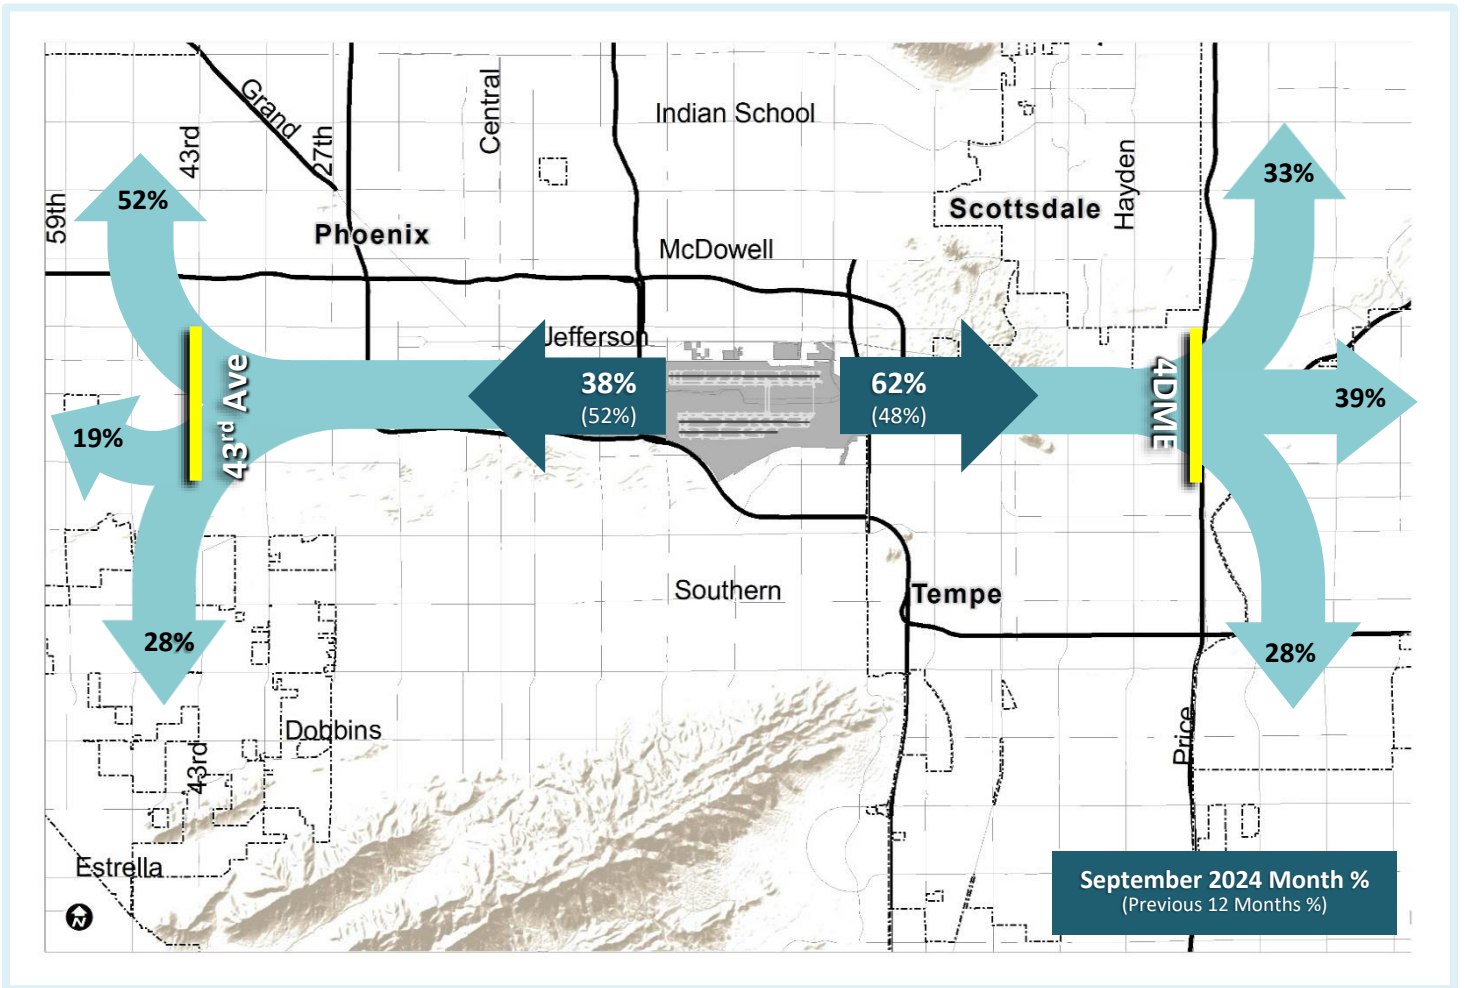 Grand
43rd
27th
Central
Indian School
Hayden
33%
52%
59th
Phoenix
Scottsdale
McDowell
Jefferson
43rd Ave
38%
(52%)
62%
(48%)
4DME
39%
19%
Southern
Tempe
28%
28%
Dobbins
43rd
Price
Estrella
N
September 2024 Month %
(Previous 12 Months %)